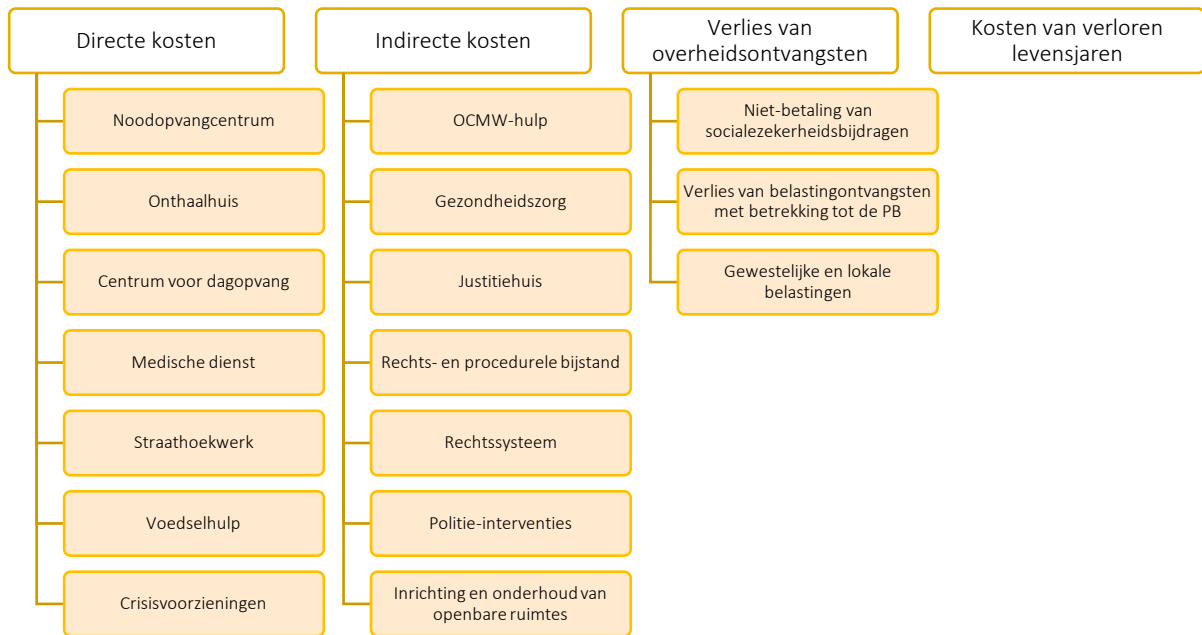 Directe kosten
Noodopvangcentrum
Onthaalhuis
Centrum voor dagopvang
Medische dienst
Straathoekwerk
Voedselhulp
Crisisvoorzieningen
Indirecte kosten
OCMW-hulp
Gezondheidszorg
Justitiehuis
Rechts- en procedurele bijstand
Rechtssysteem
Politie-interventies
Inrichting en onderhoud van
openbare ruimtes
Verlies van
overheidsontvangsten
Niet-betaling van
socialezekerheidsbijdragen
Verlies van belastingontvangsten
met betrekking tot de PB
Gewestelijke en lokale
belastingen
Kosten van verloren
levensjaren